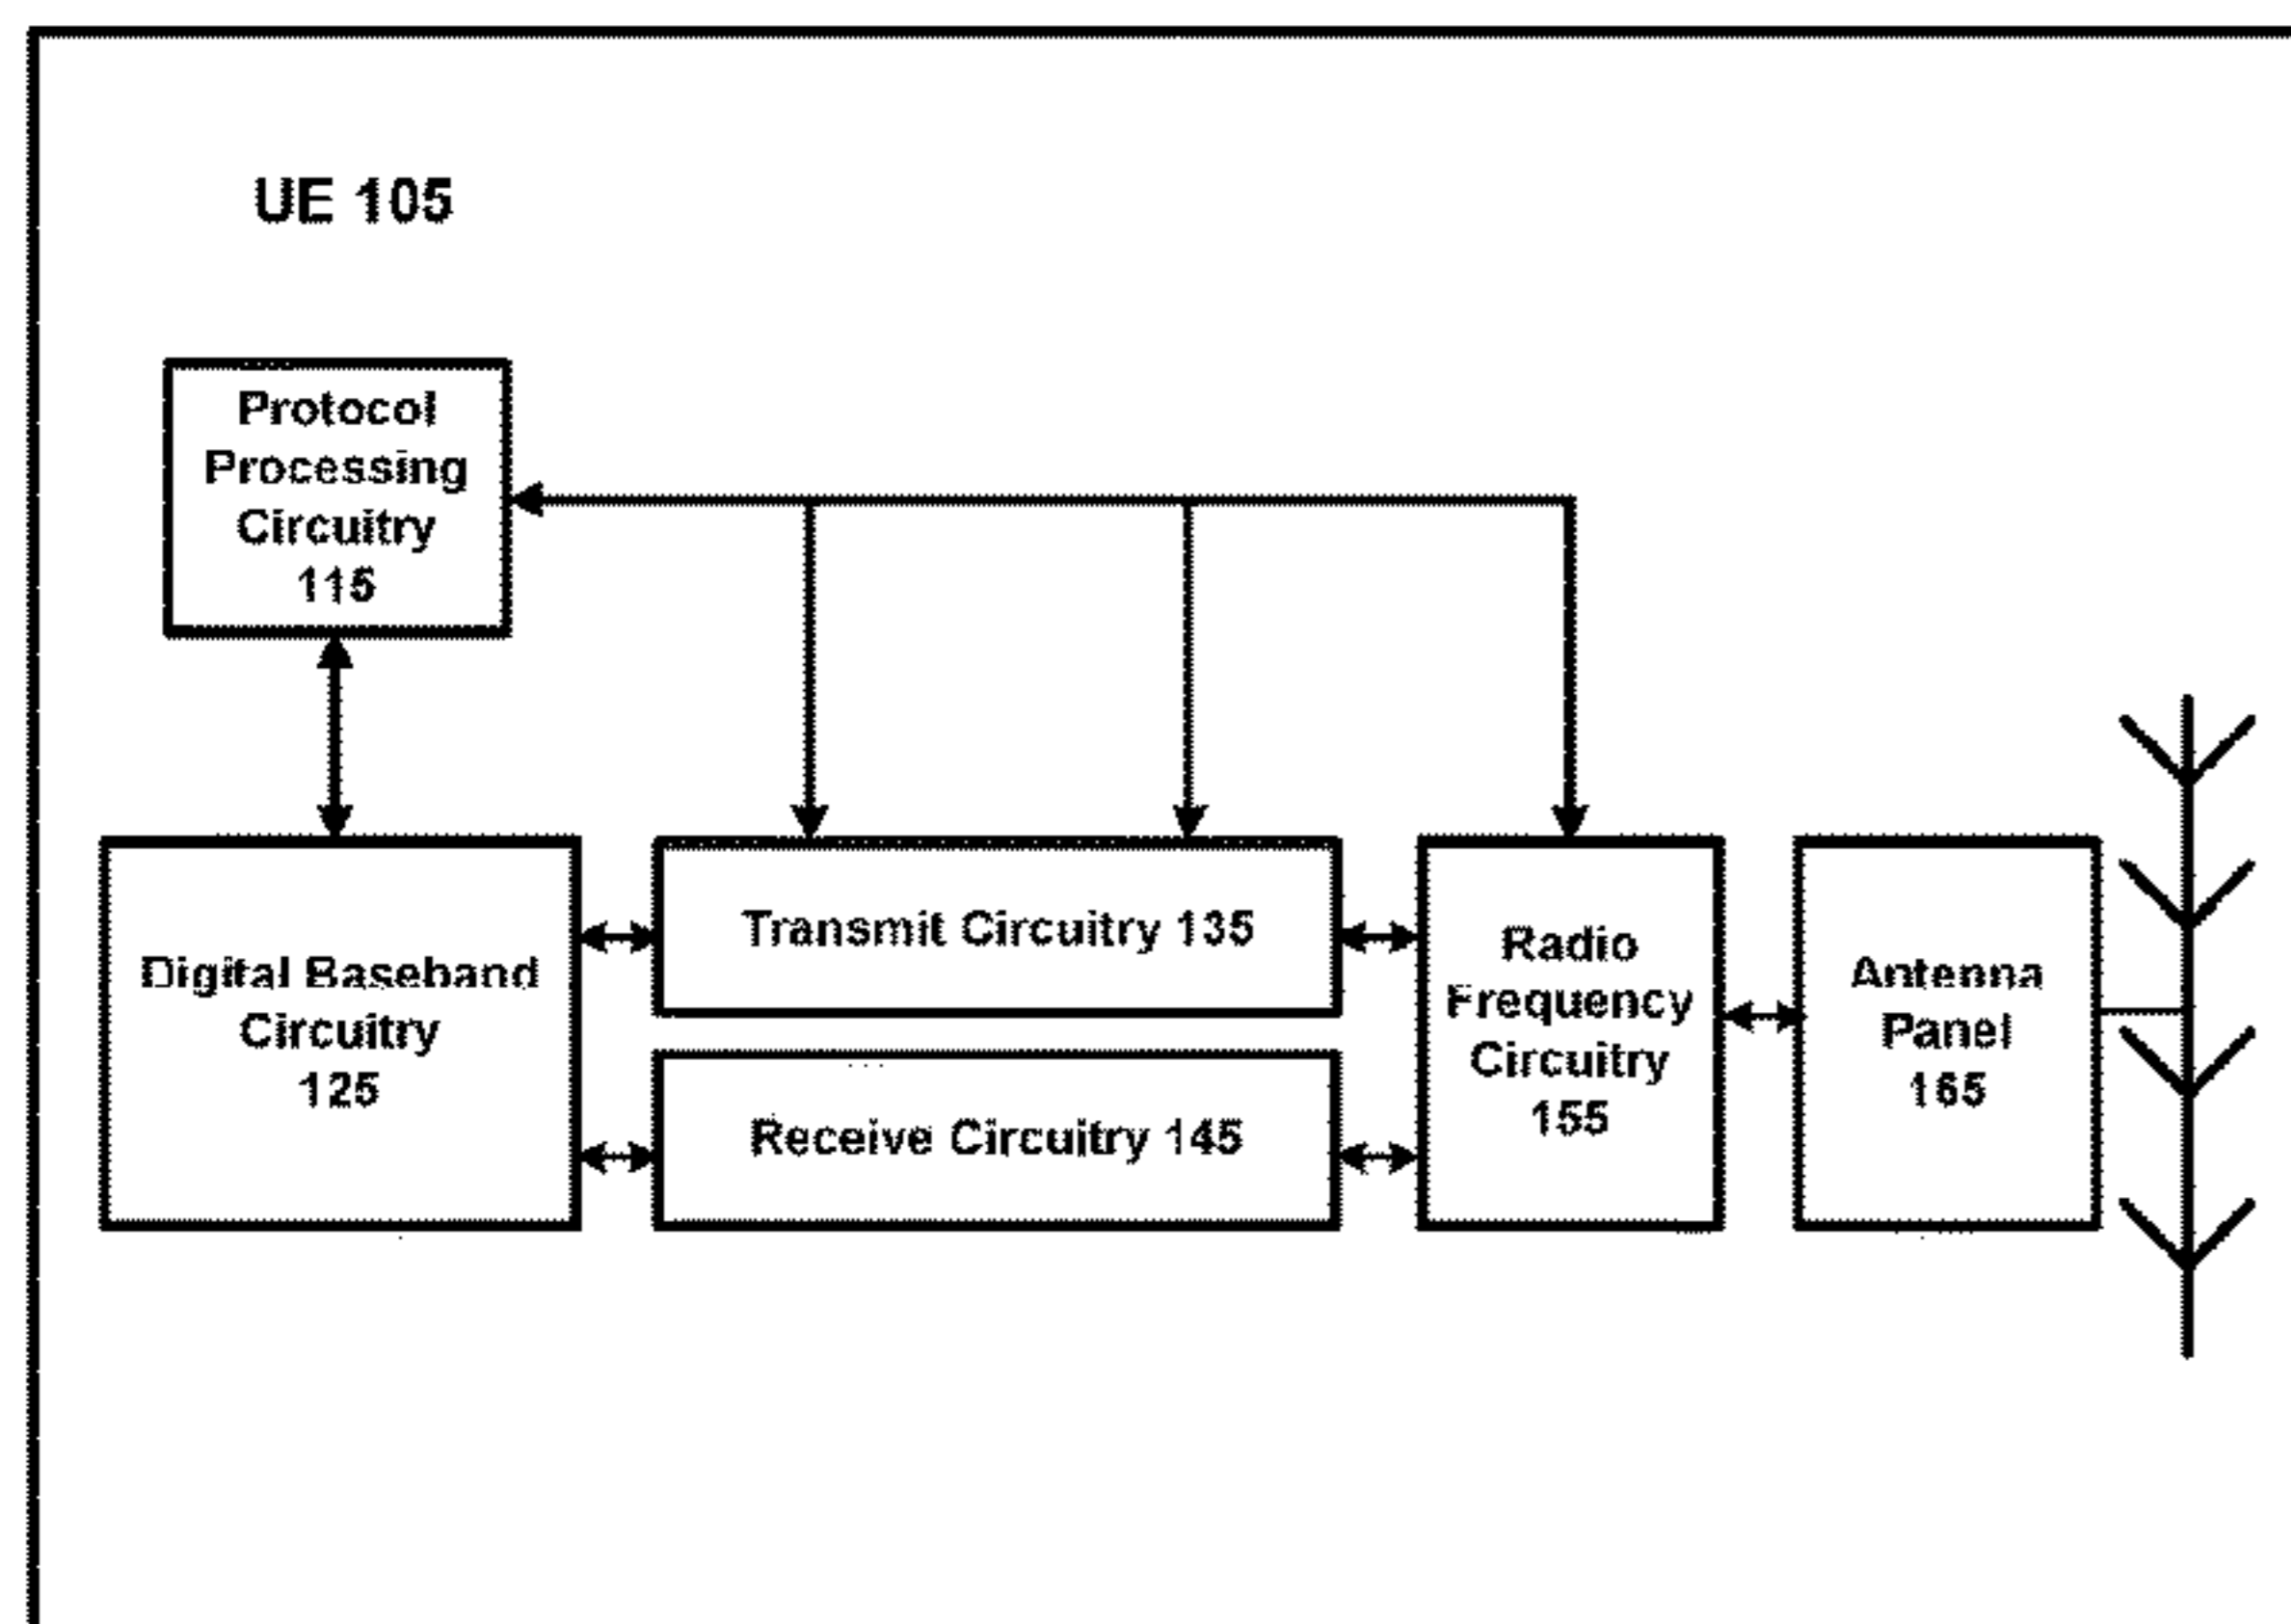 UE 105
Protocol
Processing
Circuitry
115
Digital Baseband
Circuitry
125
Transmit Circuitry 135
Receive Circuitry 145
Radio
Frequency
Circuitry
155
Antenna
Panel
165